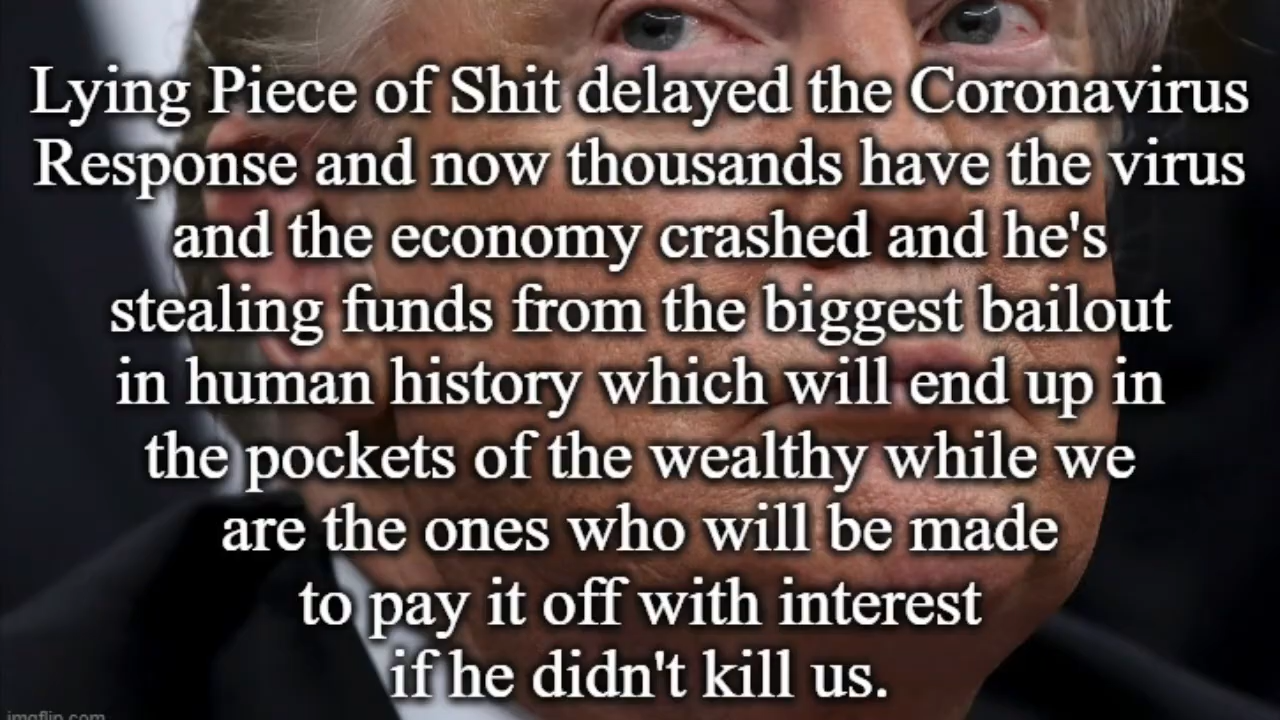 Lying Piece of Shit delayed the Coronavirus
Response and now thousands have the virus
and the economy crashed and he's
stealing funds from the biggest bailout
in human history which will end up in
the pockets of the wealthy while we
are the ones who will be made
to pay it off with interest
if he didn't kill us.
imgflip.com